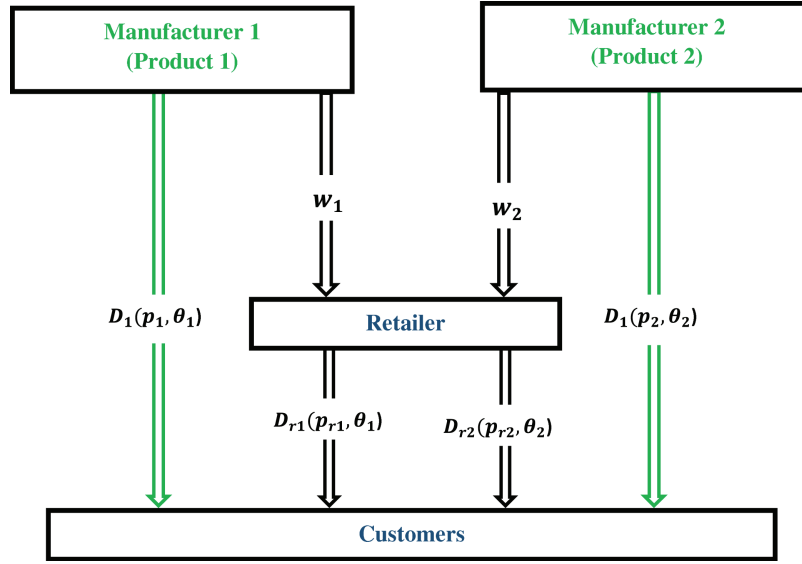 Manufacturer 1
(Product 1)
Manufacturer 2
(Product 2)
w₁
w₂
D₁(p₁, θ₁)
Retailer
D₁(p₂, θ₂)
Dᵣ₁(pᵣ₁, θ₁)
Dᵣ₂(pᵣ₂, θ₂)
Customers